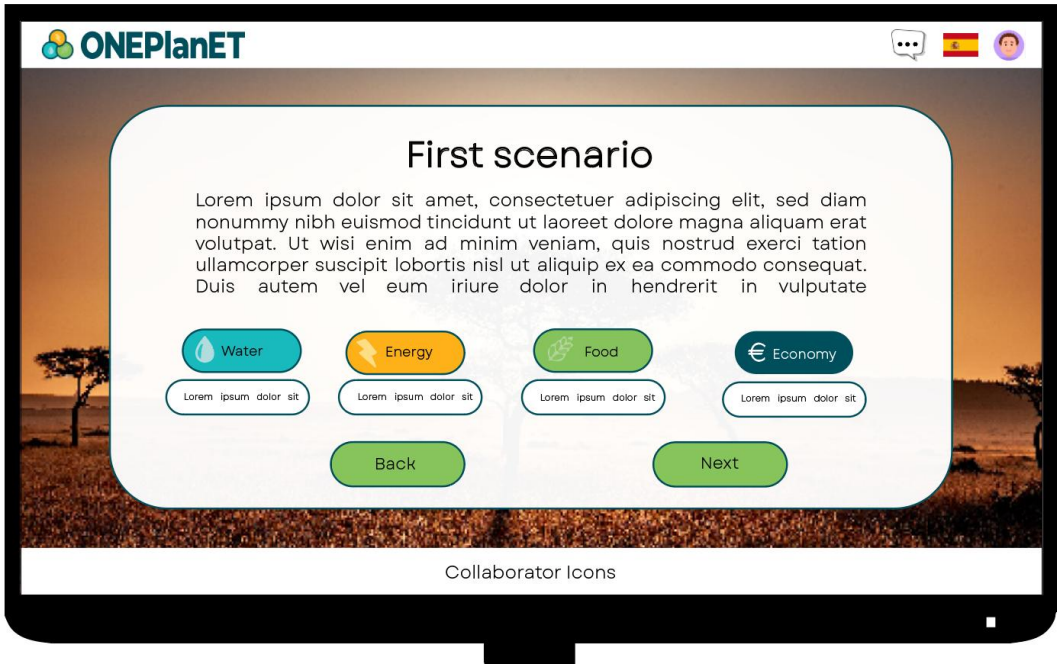 ONEPlanET
First scenario
Lorem ipsum dolor sit amet, consectetuer adipiscing elit, sed diam
nonummy nibh euismod tincidunt ut laoreet dolore magna aliquam erat
volutpat. Ut wisi enim ad minim veniam, quis nostrud exerci tation
ullamcorper suscipit lobortis nisl ut aliquip ex ea commodo consequat.
Duis autem vel eum iriure dolor in hendrerit in vulputate
Water
Energy
Food
€ Economy
Lorem ipsum dolor sit
Lorem ipsum dolor sit
Lorem ipsum dolor sit
Lorem ipsum dolor sit
Back
Next
Collaborator Icons